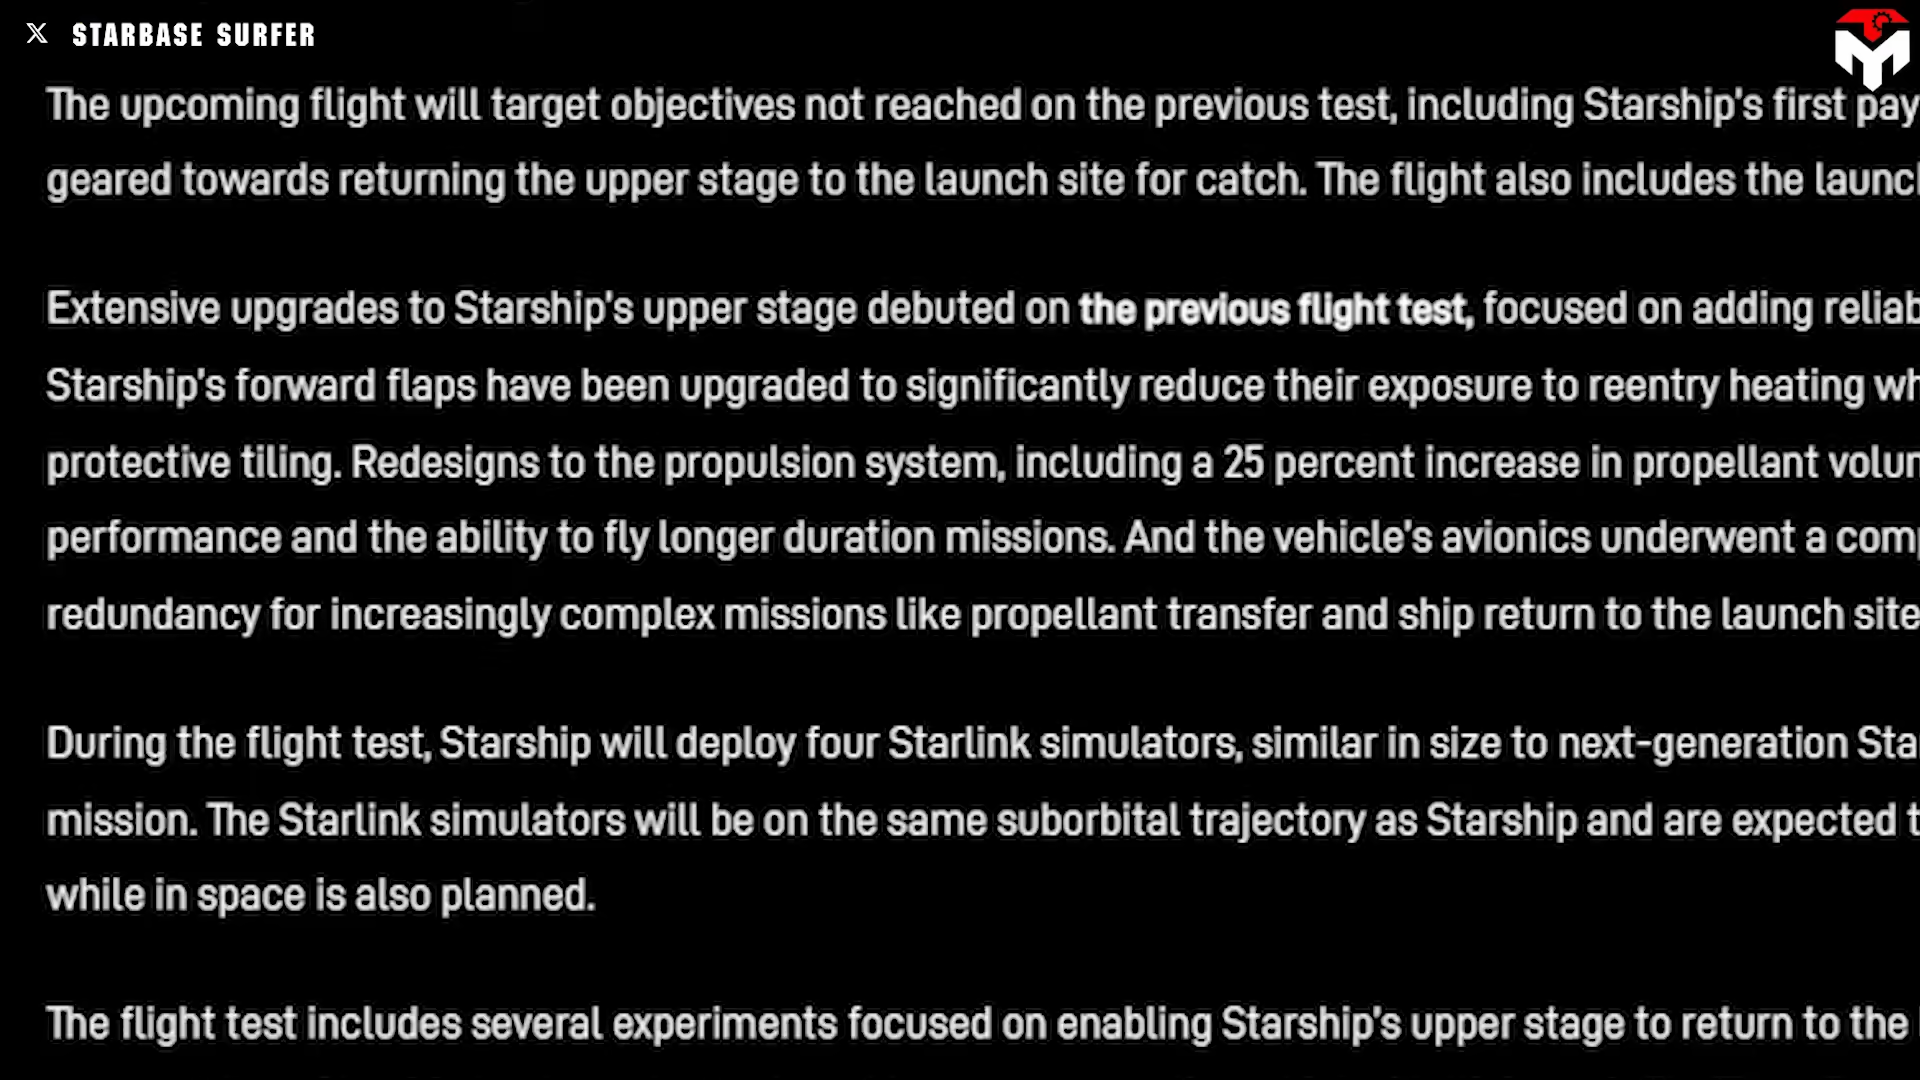 X STARBASE SURFER
The upcoming flight will target objectives not reached on the previous test, including Starship's first pay
geared towards returning the upper stage to the launch site for catch. The flight also includes the launc
Extensive upgrades to Starship's upper stage debuted on the previous flight test, focused on adding reliab
Starship's forward flaps have been upgraded to significantly reduce their exposure to reentry heating wh
protective tiling. Redesigns to the propulsion system, including a 25 percent increase in propellant volu
performance and the ability to fly longer duration missions. And the vehicle's avionics underwent a com
redundancy for increasingly complex missions like propellant transfer and ship return to the launch site
During the flight test, Starship will deploy four Starlink simulators, similar in size to next-generation Sta
mission. The Starlink simulators will be on the same suborbital trajectory as Starship and are expected t
while in space is also planned.
The flight test includes several experiments focused on enabling Starship's upper stage to return to the